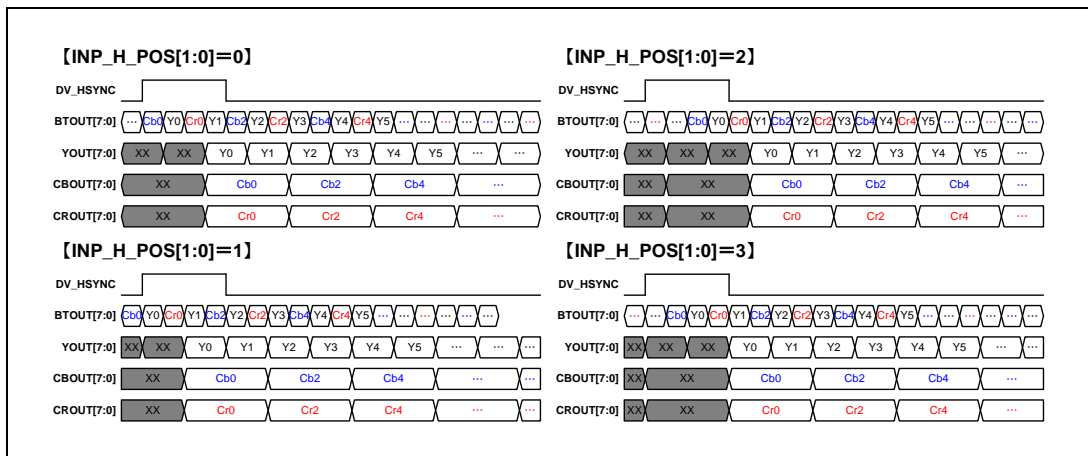 【INP_H_POS[1:0]=0】
DV_HSYNC
BTOUT[7:0] ... Cb0 Y0 Cr0 Y1 Cb2 Y2 Cr2 Y3 Cb4 Y4 Cr4 Y5 ... ... ... ... ... ... ...
YOUT[7:0] XX XX Y0 Y1 Y2 Y3 Y4 Y5 ... ...
CBOUT[7:0] XX Cb0 Cb2 Cb4 ...
CROUT[7:0] XX Cr0 Cr2 Cr4 ...
【INP_H_POS[1:0]=2】
DV_HSYNC
BTOUT[7:0] ... ... ... Cb0 Y0 Cr0 Y1 Cb2 Y2 Cr2 Y3 Cb4 Y4 Cr4 Y5 ... ... ... ... ...
YOUT[7:0] XX XX XX Y0 Y1 Y2 Y3 Y4 Y5 ...
CBOUT[7:0] XX XX Cb0 Cb2 Cb4 ...
CROUT[7:0] XX XX Cr0 Cr2 Cr4 ...
【INP_H_POS[1:0]=1】
DV_HSYNC
BTOUT[7:0] Cb0 Y0 Cr0 Y1 Cb2 Y2 Cr2 Y3 Cb4 Y4 Cr4 Y5 ... ... ... ... ... ...
YOUT[7:0] XX XX Y0 Y1 Y2 Y3 Y4 Y5 ... ... ...
CBOUT[7:0] XX Cb0 Cb2 Cb4 ... ...
CROUT[7:0] XX Cr0 Cr2 Cr4 ... ...
【INP_H_POS[1:0]=3】
DV_HSYNC
BTOUT[7:0] ... ... Cb0 Y0 Cr0 Y1 Cb2 Y2 Cr2 Y3 Cb4 Y4 Cr4 Y5 ... ... ... ... ... ...
YOUT[7:0] XX XX XX Y0 Y1 Y2 Y3 Y4 Y5 ... ...
CBOUT[7:0] XX XX Cb0 Cb2 Cb4 ...
CROUT[7:0] XX XX Cr0 Cr2 Cr4 ...